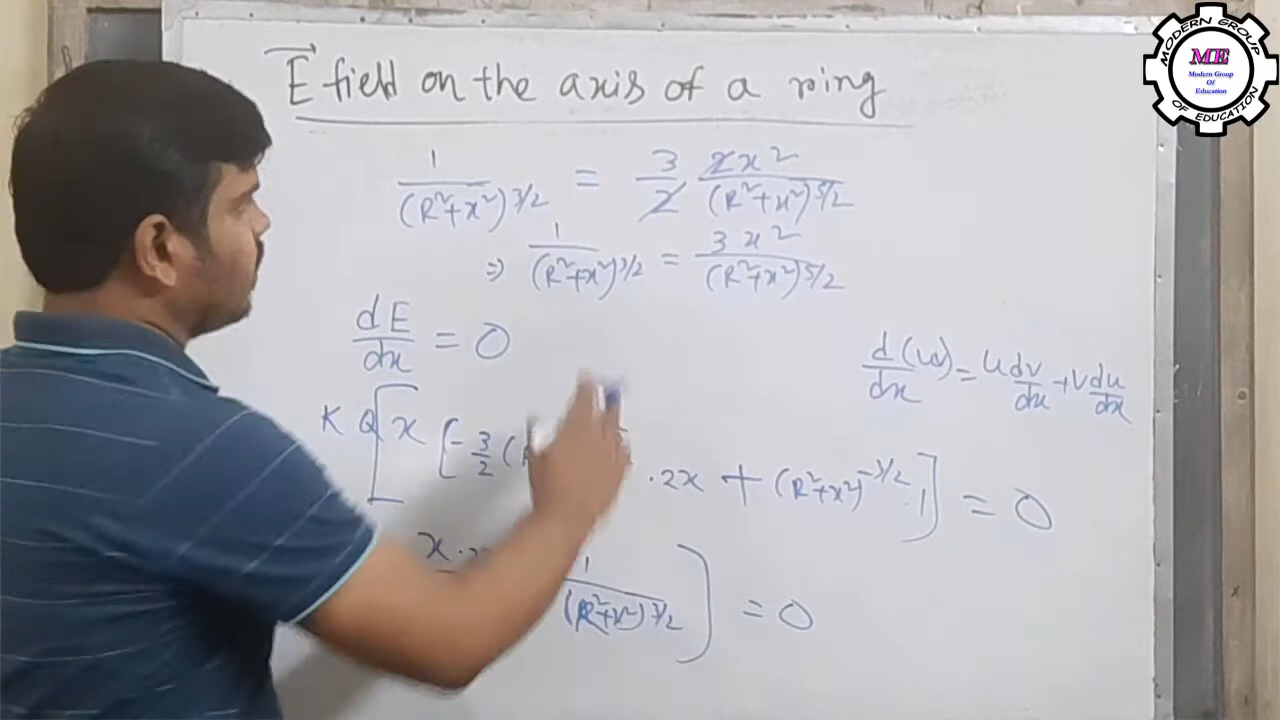 E⃗ field on the axis of a ring
1/(R²+x²)^3/2 = 3/2 2x²/(R²+x²)^5/2
⇒ 1/(R²+x²)^3/2 = 3x²/(R²+x²)^5/2
dE/dx = 0
d/dx (uv) = u dv/dx + v du/dx
KQ [x [-3/2 (R .2x + (R²+x²)^-3/2 .1] = 0
x. 1/(R²+x²)^3/2 ] = 0
MODERN GROUP OF EDUCATION
ME
Modern Group
Of
Education